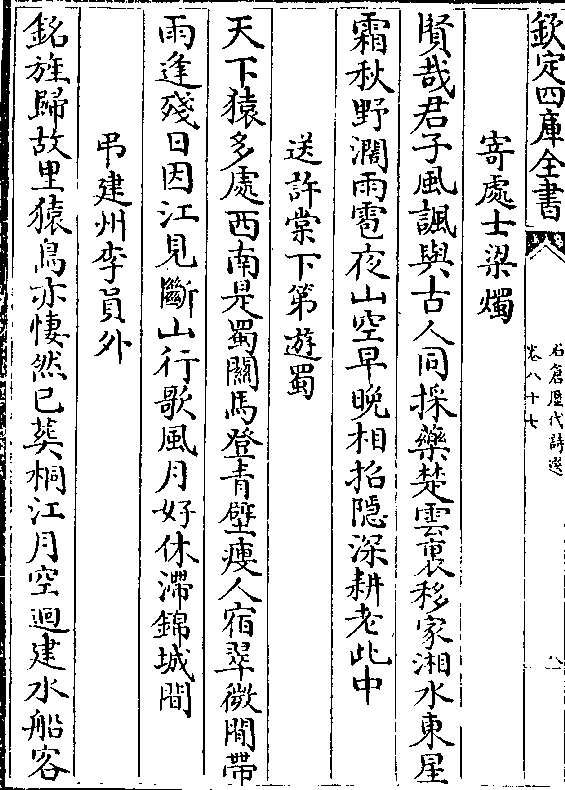 欽定四庫全書
石倉歷代詩選
卷八十七
八
寄處士梁燭
賢哉君子風諷與古人同採藥楚雲裏移家湘水東星
霜秋野濶雨雹夜山空早晩相招隠深耕老此中
送許棠下第遊蜀
天下猿多處西南是蜀關馬登青壁瘦人宿翠微間帶
雨逢殘日因江見斷山行歌風月好休滯錦城間
弔建州李員外
銘旌歸故里猿鳥亦悽然已葬桐江月空迴建水船客